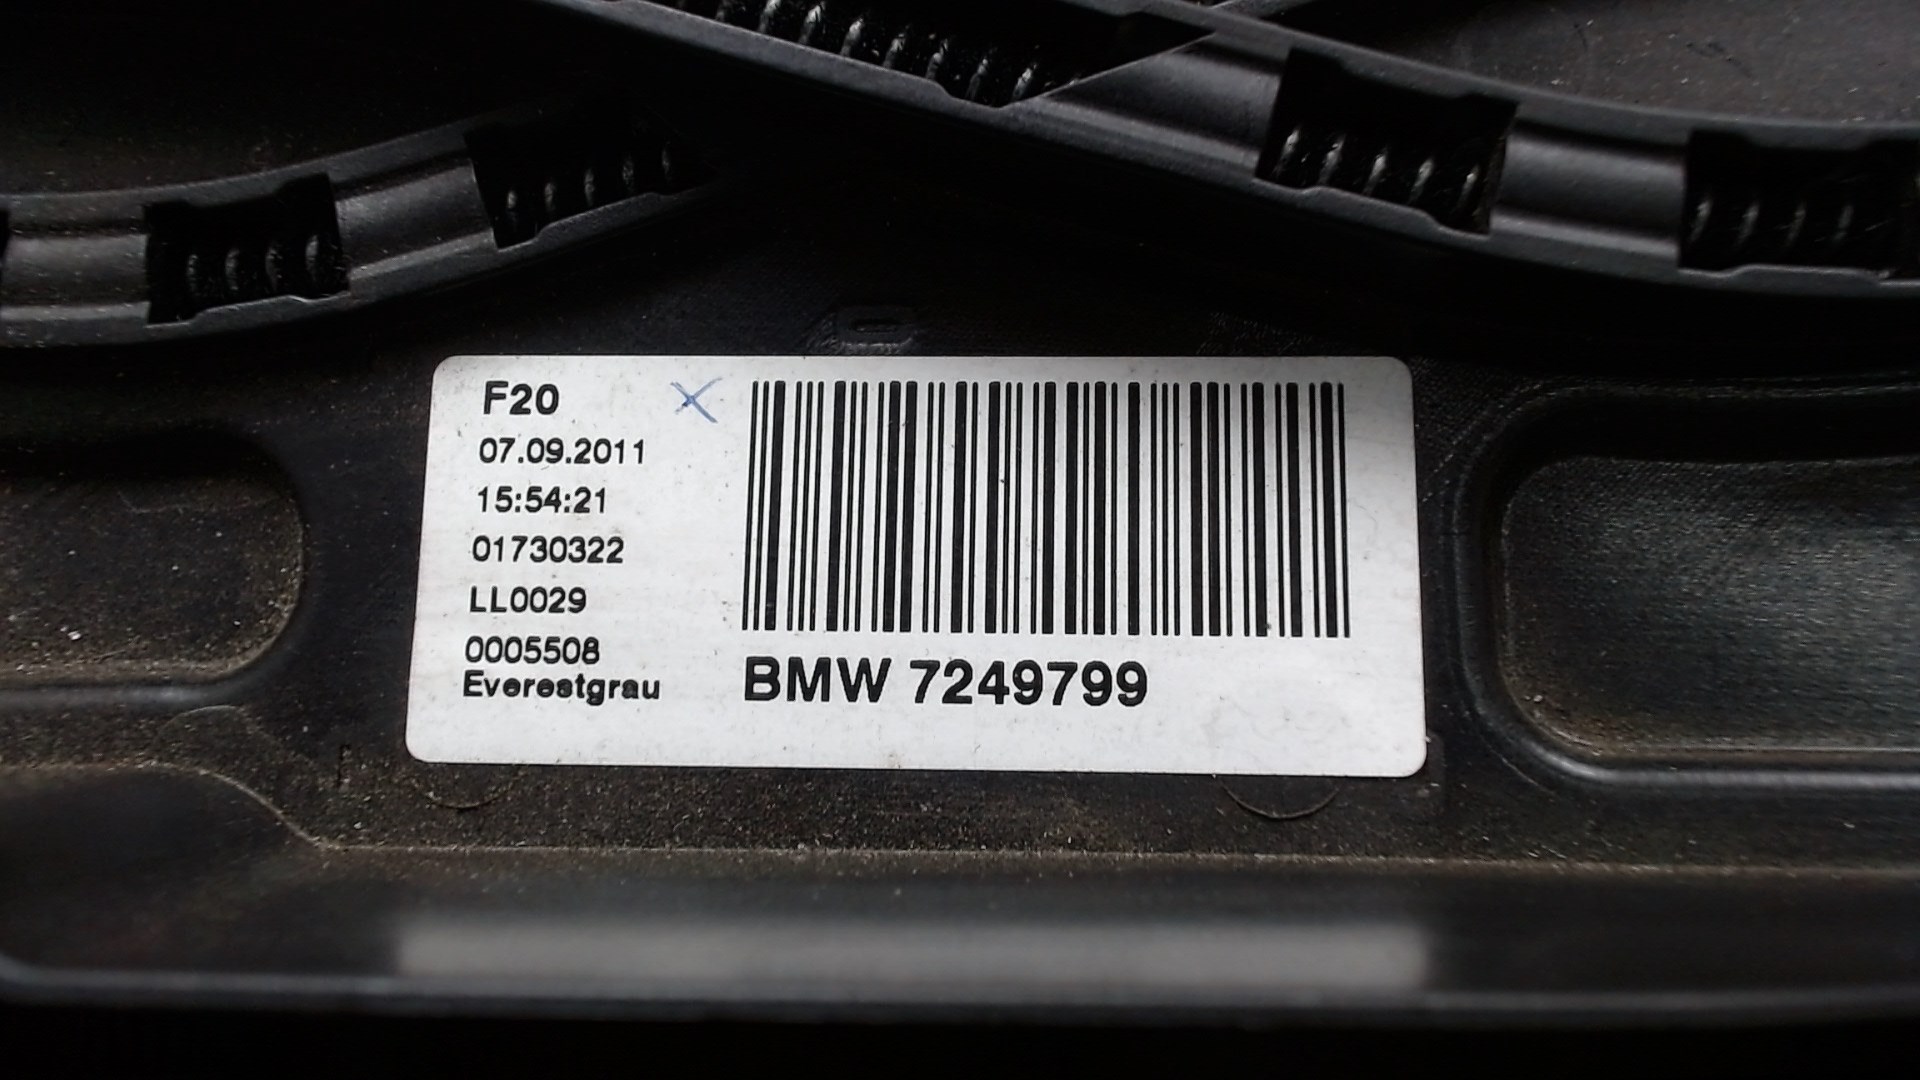 F20
07.09.2011
15:54:21
01730322
LL0029
0005508
Everestgrau
BMW 7249799